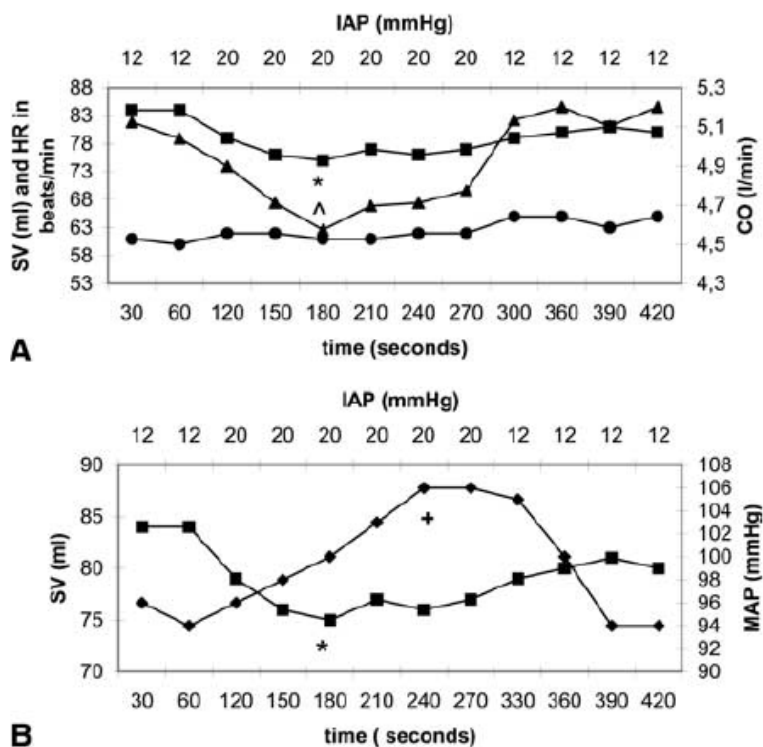 IAP (mmHg)
12 12 20 20 20 20 20 20 12 12 12 12
88 5,3
83 5,1
78 4,9
73
68 4,7
63 4,5
58
53 4,3
SV (ml) and HR in
beats/min
CO (l/min)
*
^
30 60 120 150 180 210 240 270 300 360 390 420
time (seconds)
A
IAP (mmHg)
12 12 20 20 20 20 20 20 12 12 12 12
90 108
106
85 104
102
80 100
98
75 96
94
92
70 90
SV (ml)
MAP (mmHg)
+
*
30 60 120 150 180 210 240 270 330 360 390 420
time ( seconds)
B